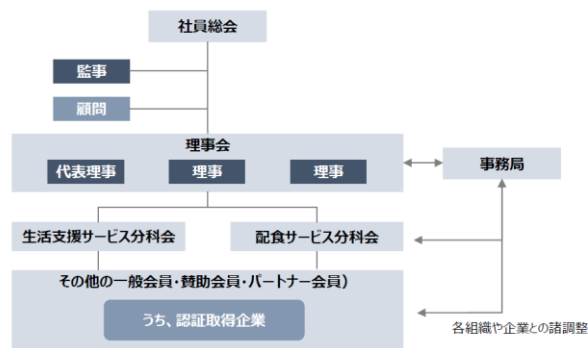 社員総会
監事
顧問
理事会
代表理事
理事
理事
事務局
生活支援サービス分科会
配食サービス分科会
その他の一般会員・賛助会員・パートナー会員）
うち、認証取得企業
各組織や企業との諸調整